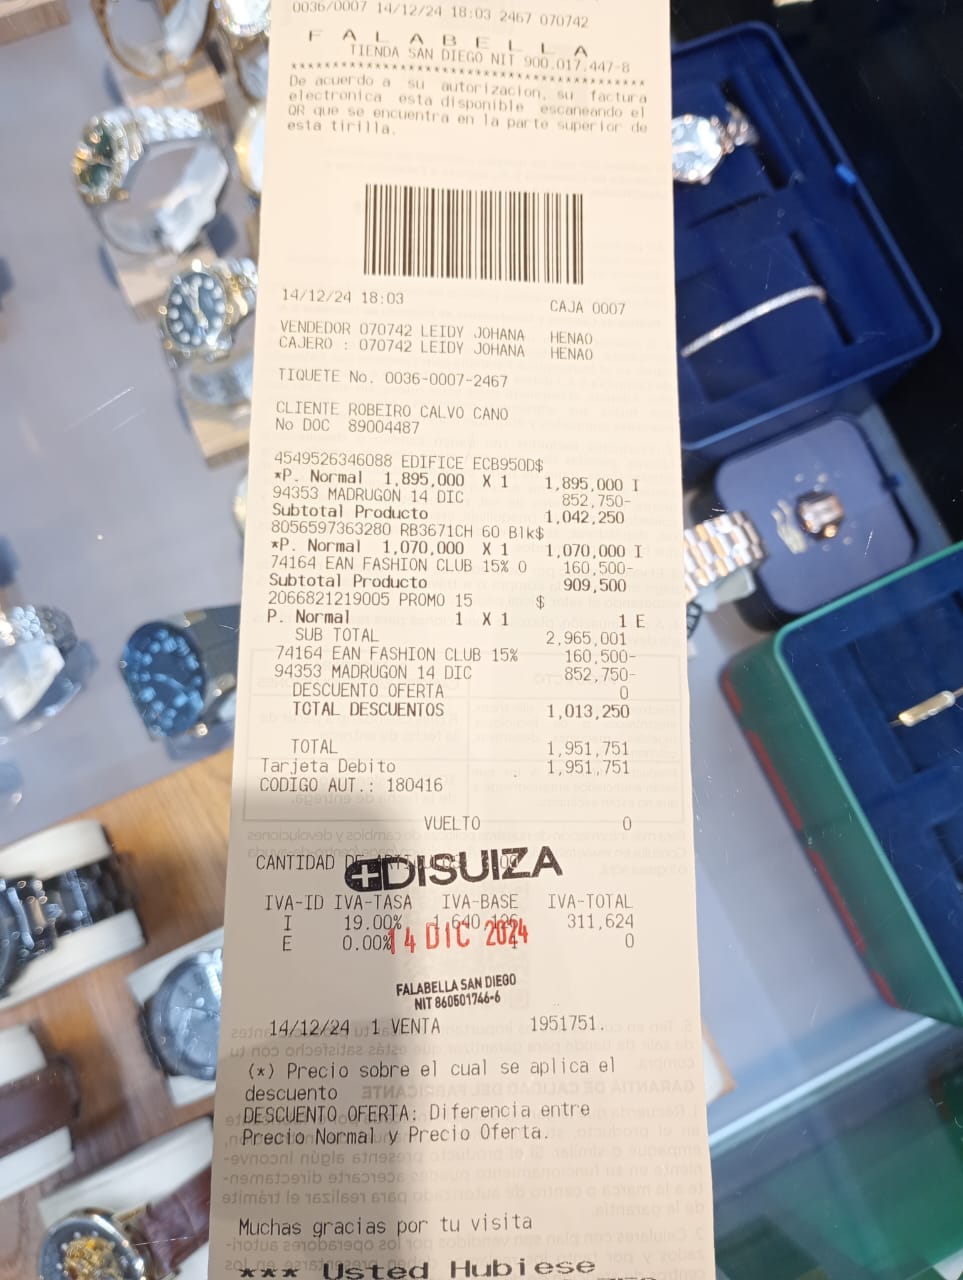 0036/0007 14/12/24 18:03 2467 070742
F A L A B E L L A
TIENDA SAN DIEGO NIT 900.017.447-8
De acuerdo a su autorizacion, su factura
electronica esta disponible escaneando el
QR que se encuentra en la parte superior de
esta tirilla.
14/12/24 18:03 CAJA 0007
VENDEDOR 070742 LEIDY JOHANA HENAO
CAJERO : 070742 LEIDY JOHANA HENAO
TIQUETE No. 0036-0007-2467
CLIENTE ROBEIRO CALVO CANO
No DOC 89004487
4549526346088 EDIFICE ECB950D$
*P. Normal 1,895,000 X 1 1,895,000 I
94353 MADRUGON 14 DIC 852,750-
Subtotal Producto 1,042,250
8056597363280 RB3671CH 60 Blk$
*P. Normal 1,070,000 X 1 1,070,000 I
74164 EAN FASHION CLUB 15% O 160,500-
Subtotal Producto 909,500
2066821219005 PROMO 15 $
P. Normal 1 X 1 1 E
SUB TOTAL 2,965,001
74164 EAN FASHION CLUB 15% 160,500-
94353 MADRUGON 14 DIC 852,750-
DESCUENTO OFERTA 0
TOTAL DESCUENTOS 1,013,250
TOTAL 1,951,751
Tarjeta Debito 1,951,751
CODIGO AUT.: 180416
VUELTO 0
CANTIDAD DE
DISUIZA
IVA-ID IVA-TASA IVA-BASE IVA-TOTAL
I 19.00% 311,624
E 0.00% 0
14 DIC 2024
FALABELLA SAN DIEGO
NIT 860501746-6
14/12/24 1 VENTA 1951751.
(*) Precio sobre el cual se aplica el
descuento
DESCUENTO OFERTA: Diferencia entre
Precio Normal y Precio Oferta.
Muchas gracias por tu visita
*** Usted Hubiese